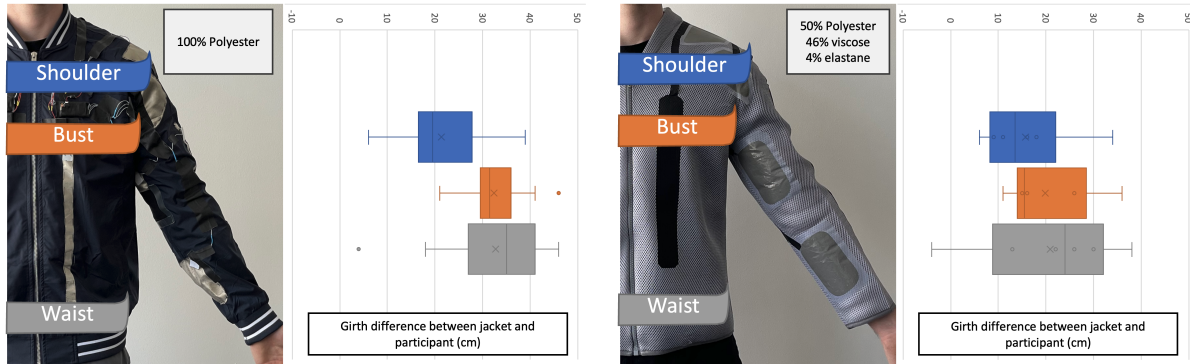 100% Polyester
Shoulder
Bust
Waist
-10 0 10 20 30 40 50
Girth difference between jacket and
participant (cm)
50% Polyester
46% viscose
4% elastane
Shoulder
Bust
Waist
-10 0 10 20 30 40 50
Girth difference between jacket and
participant (cm)